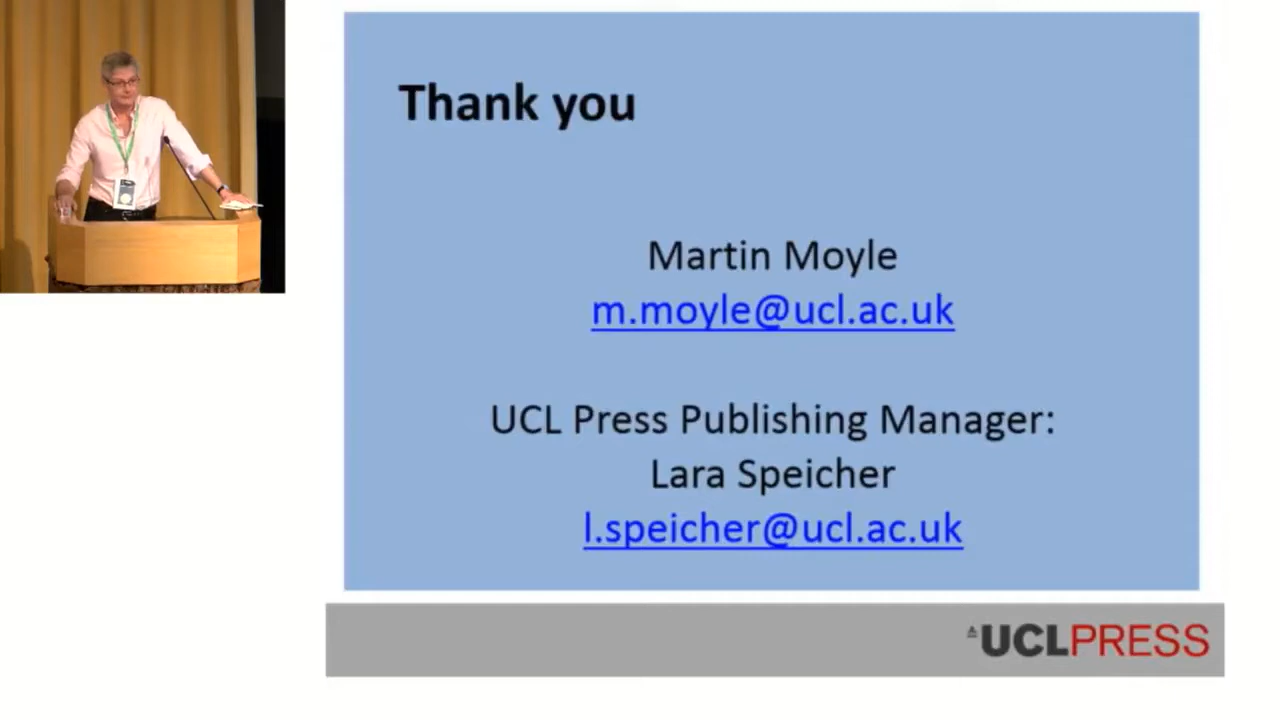 Thank you
Martin Moyle
m.moyle@ucl.ac.uk
UCL Press Publishing Manager:
Lara Speicher
l.speicher@ucl.ac.uk
UCLPRESS